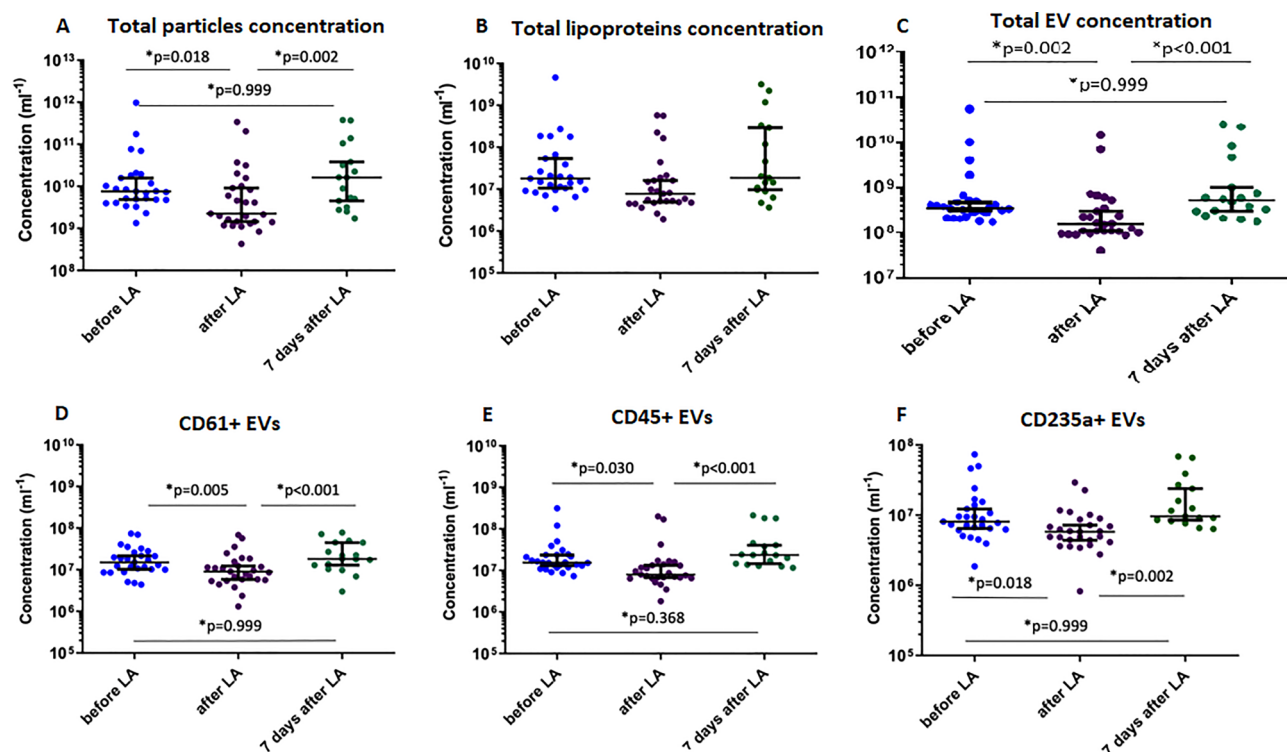 A Total particles concentration
Concentration (ml⁻¹)
10¹³
10¹²
10¹¹
10¹⁰
10⁹
10⁸
*p=0.018
*p=0.002
*p=0.999
before LA
after LA
7 days after LA
B Total lipoproteins concentration
Concentration (ml⁻¹)
10¹⁰
10⁹
10⁸
10⁷
10⁶
10⁵
before LA
after LA
7 days after LA
C Total EV concentration
Concentration (ml⁻¹)
10¹²
10¹¹
10¹⁰
10⁹
10⁸
10⁷
*p=0.002
*p<0.001
*p=0.999
before LA
after LA
7 days after LA
D CD61+ EVs
Concentration (ml⁻¹)
10¹⁰
10⁹
10⁸
10⁷
10⁶
10⁵
*p=0.005
*p<0.001
*p=0.999
before LA
after LA
7 days after LA
E CD45+ EVs
Concentration (ml⁻¹)
10¹⁰
10⁹
10⁸
10⁷
10⁶
10⁵
*p=0.030
*p<0.001
*p=0.368
before LA
after LA
7 days after LA
F CD235a+ EVs
Concentration (ml⁻¹)
10⁸
10⁷
10⁶
10⁵
*p=0.018
*p=0.002
*p=0.999
before LA
after LA
7 days after LA